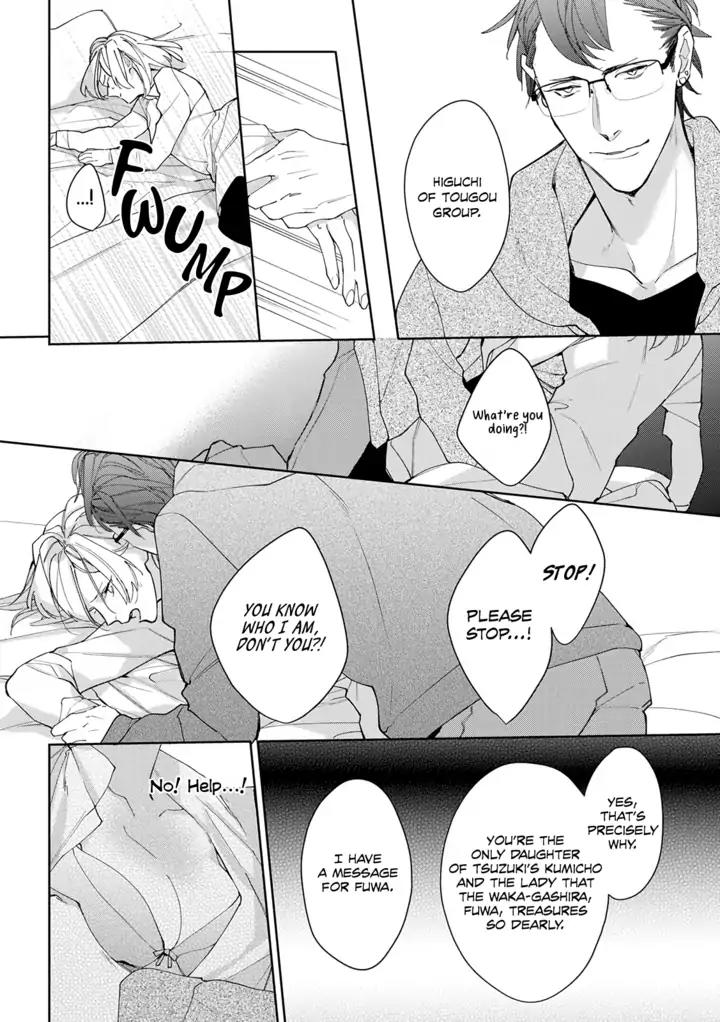 HIGUCHI
OF TOUGOU
GROUP.
FWUMP
...!
What're you
doing?!
STOP!
PLEASE
STOP...!
YOU KNOW
WHO I AM,
DON'T YOU?!
YES,
THAT'S
PRECISELY
WHY.
YOU'RE THE
ONLY DAUGHTER
OF TSUZUKI'S KUMICHO
AND THE LADY THAT
THE WAKA-GASHIRA,
FUWA, TREASURES
SO DEARLY.
I HAVE
A MESSAGE
FOR FUWA.
No! Help...!